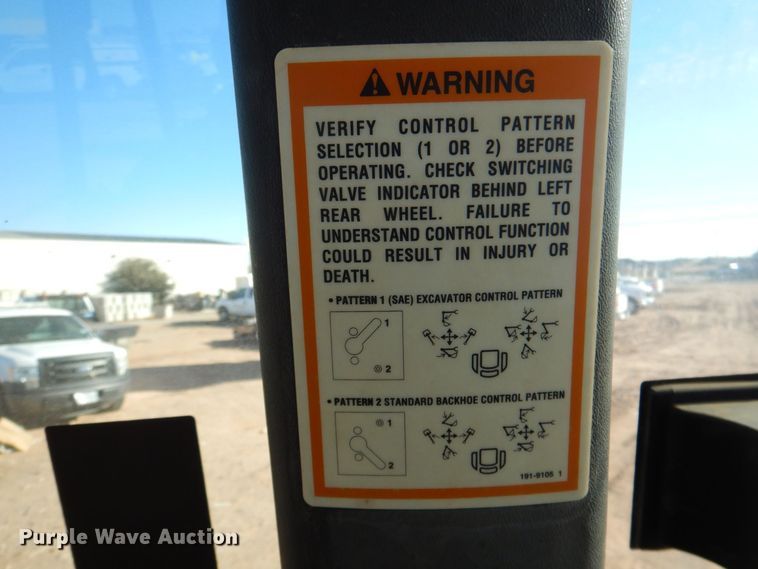 WARNING
VERIFY CONTROL PATTERN
SELECTION (1 OR 2) BEFORE
OPERATING. CHECK SWITCHING
VALVE INDICATOR BEHIND LEFT
REAR WHEEL. FAILURE TO
UNDERSTAND CONTROL FUNCTION
COULD RESULT IN INJURY OR
DEATH.
• PATTERN 1 (SAE) EXCAVATOR CONTROL PATTERN
1
2
• PATTERN 2 STANDARD BACKHOE CONTROL PATTERN
1
2
191-9105 1
Purple Wave Auction